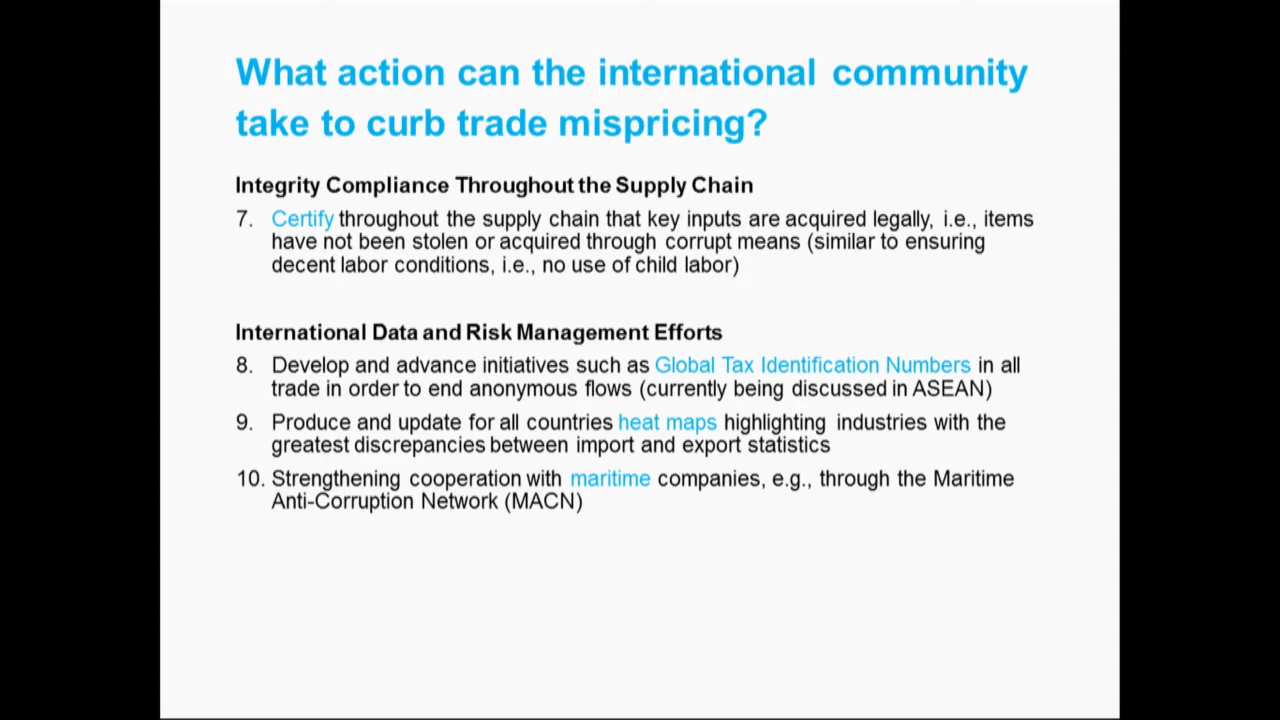 What action can the international community
take to curb trade mispricing?
Integrity Compliance Throughout the Supply Chain
7. Certify throughout the supply chain that key inputs are acquired legally, i.e., items
have not been stolen or acquired through corrupt means (similar to ensuring
decent labor conditions, i.e., no use of child labor)
International Data and Risk Management Efforts
8. Develop and advance initiatives such as Global Tax Identification Numbers in all
trade in order to end anonymous flows (currently being discussed in ASEAN)
9. Produce and update for all countries heat maps highlighting industries with the
greatest discrepancies between import and export statistics
10. Strengthening cooperation with maritime companies, e.g., through the Maritime
Anti-Corruption Network (MACN)